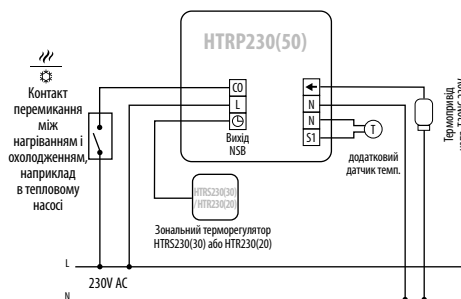 HTRP230(50)
Контакт
перемикання
між
нагріванням і
охолодженням,
наприклад
в тепловому
насосі
CO
L
Вихід
NSB
N
N
S1
T
додатковий
датчик темп.
Термопривід
HTRS230(30)
/HTR230(20)
Зональний терморегулятор
HTRS230(30) або HTR230(20)
L
230V AC
N